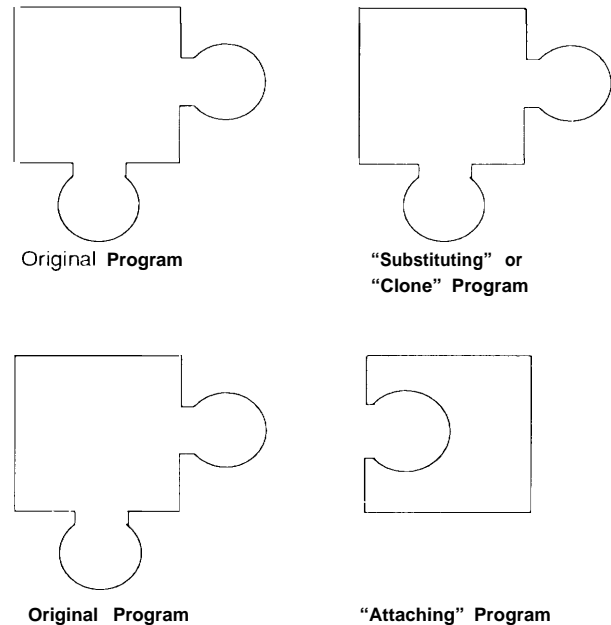 Original Program
“Substituting” or
“Clone” Program
Original Program
“Attaching” Program